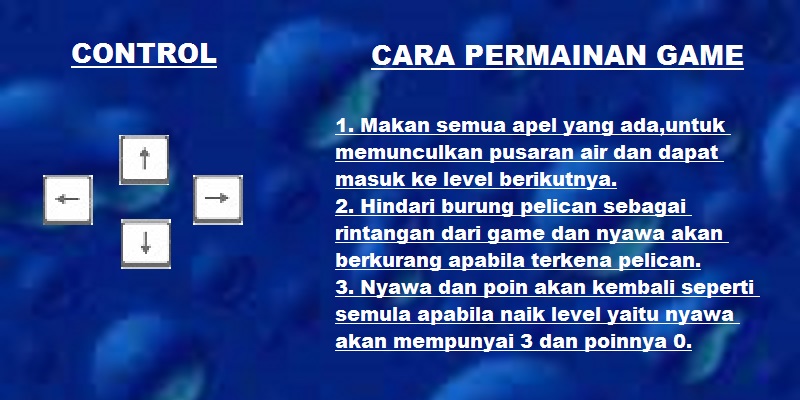 CONTROL
CARA PERMAINAN GAME
1. Makan semua apel yang ada,untuk
memunculkan pusaran air dan dapat
masuk ke level berikutnya.
2. Hindari burung pelican sebagai
rintangan dari game dan nyawa akan
berkurang apabila terkena pelican.
3. Nyawa dan poin akan kembali seperti
semula apabila naik level yaitu nyawa
akan mempunyai 3 dan poinnya 0.